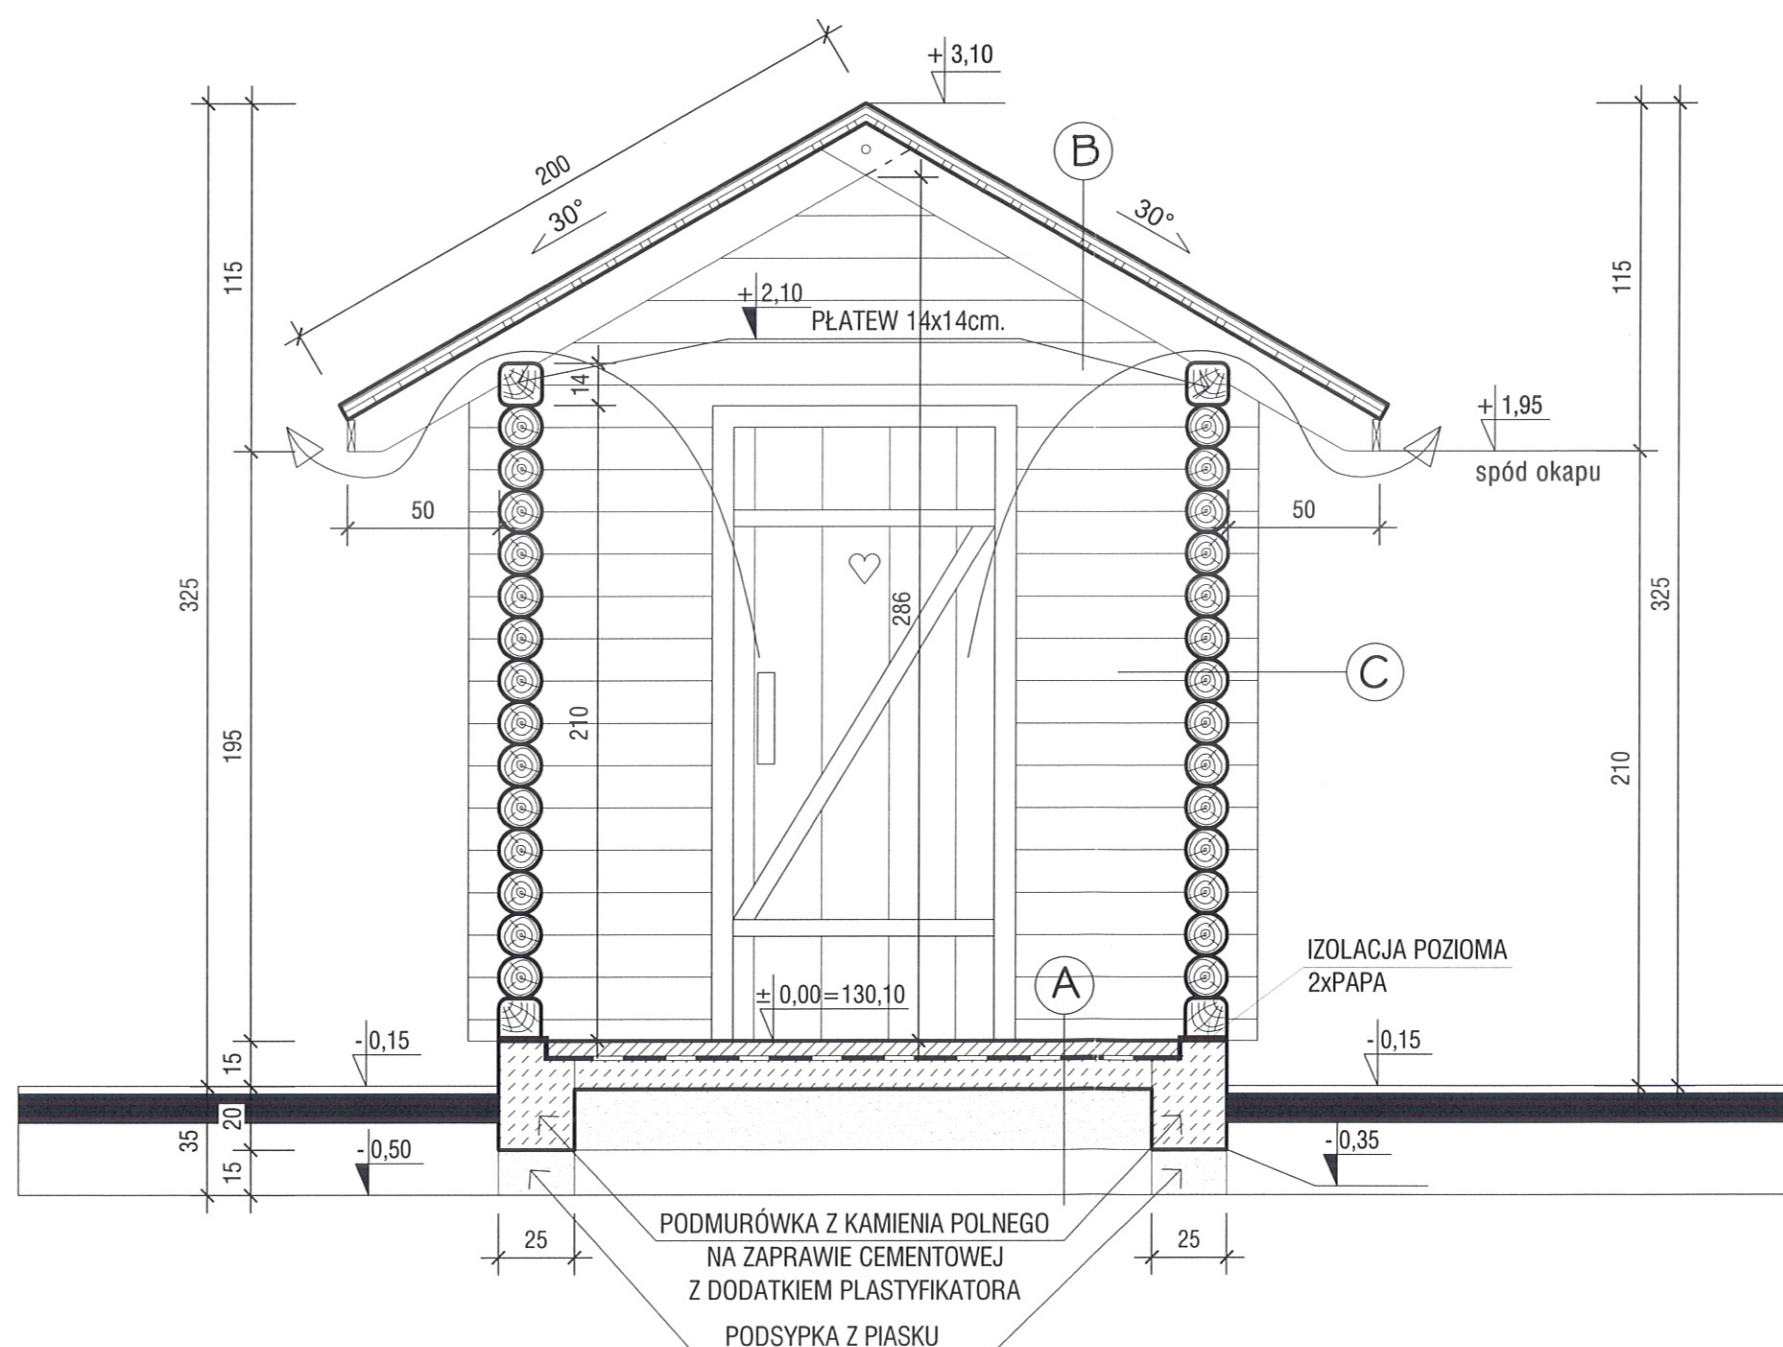 + 3,10
200
30°
30°
B
115
115
+ 2,10
PŁATEW 14x14cm.
14
+ 1,95
spód okapu
50
50
325
325
286
C
210
195
210
IZOLACJA POZIOMA
2xPAPA
± 0,00=130,10
A
- 0,15
- 0,15
15
20
35
15
- 0,50
- 0,35
25
25
PODMURÓWKA Z KAMIENIA POLNEGO
NA ZAPRAWIE CEMENTOWEJ
Z DODATKIEM PLASTYFIKATORA
PODSYPKA Z PIASKU